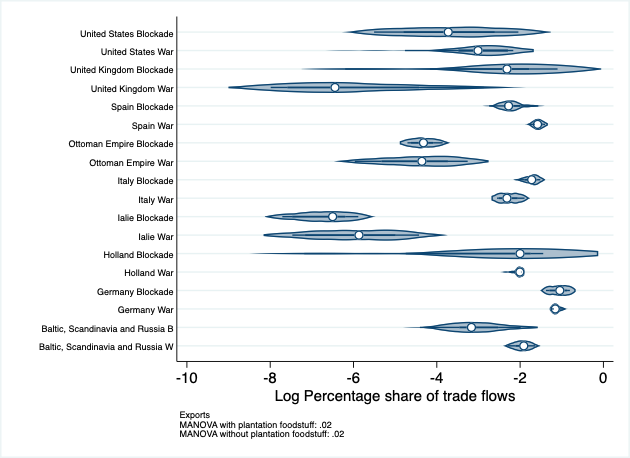 United States Blockade
United States War
United Kingdom Blockade
United Kingdom War
Spain Blockade
Spain War
Ottoman Empire Blockade
Ottoman Empire War
Italy Blockade
Italy War
Ialie Blockade
Ialie War
Holland Blockade
Holland War
Germany Blockade
Germany War
Baltic, Scandinavia and Russia B
Baltic, Scandinavia and Russia W
-10 -8 -6 -4 -2 0
Log Percentage share of trade flows
Exports
MANOVA with plantation foodstuff: .02
MANOVA without plantation foodstuff: .02